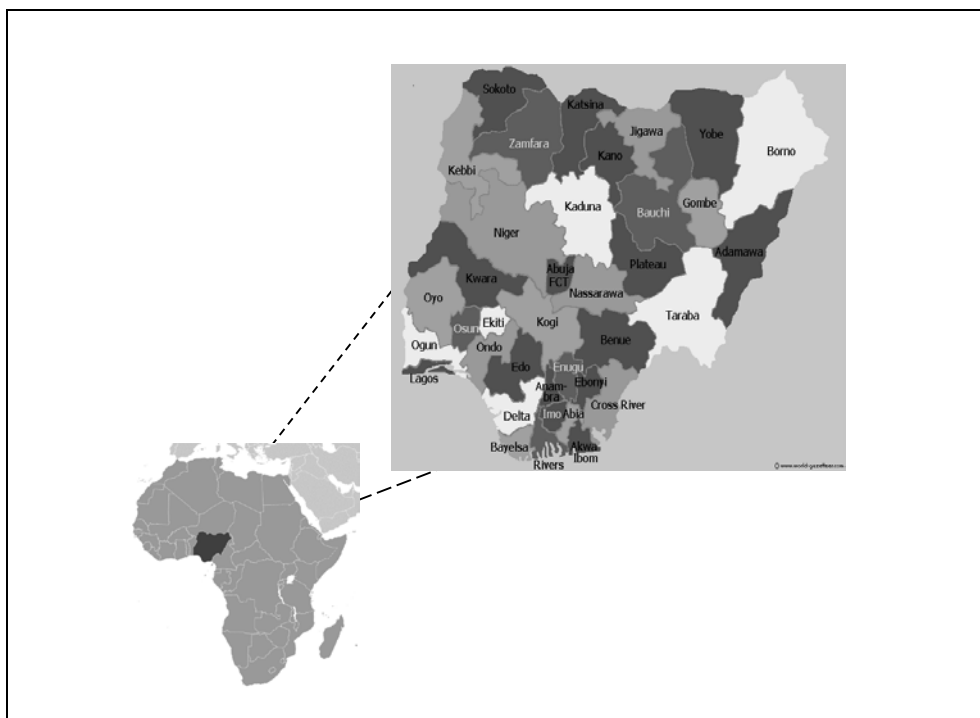 Sokoto
Katsina
Zamfara
Jigawa
Yobe
Kano
Borno
Kebbi
Kaduna
Bauchi
Gombe
Niger
Adamawa
Plateau
Abuja
FCT
Kwara
Nassarawa
Oyo
Taraba
Ekiti
Kogi
Osun
Benue
Ogun
Ondo
Edo
Enugu
Lagos
Ebonyi
Anam-
bra
Cross River
Delta
Imo
Abia
Bayelsa
Akwa
Ibom
Rivers